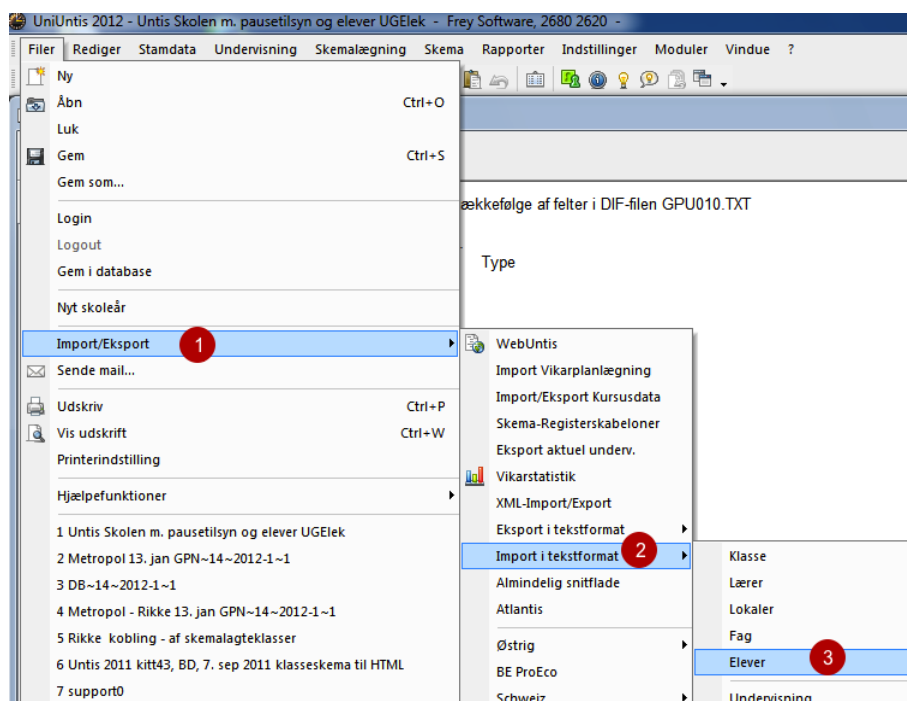 UniUntis 2012 - Untis Skolen m. pausetilsyn og elever UGElek - Frey Software, 2680 2620 -
Filer Rediger Stamdata Undervisning Skemalægning Skema Rapporter Indstillinger Moduler Vindue ?
Ny
Åbn Ctrl+O
Luk
Gem Ctrl+S
Gem som...
Login
Logout
Gem i database
Nyt skoleår
Import/Eksport 1
Sende mail...
Udskriv Ctrl+P
Vis udskrift Ctrl+W
Printerindstilling
Hjælpefunktioner
1 Untis Skolen m. pausetilsyn og elever UGElek
2 Metropol 13. jan GPN~14~2012-1~1
3 DB~14~2012-1~1
4 Metropol - Rikke 13. jan GPN~14~2012-1~1
5 Rikke kobling - af skemalagteklasser
6 Untis 2011 kitt43, BD, 7. sep 2011 klasseskema til HTML
7 support0
ækkefølge af felter i DIF-filen GPU010.TXT
Type
WebUntis
Import Vikarplanlægning
Import/Eksport Kursusdata
Skema-Registerskabeloner
Eksport aktuel underv.
Vikarstatistik
XML-Import/Export
Eksport i tekstformat
Import i tekstformat 2
Almindelig snitflade
Atlantis
Østrig
BE ProEco
Schweiz
Klasse
Lærer
Lokaler
Fag
Elever 3
Undervisning